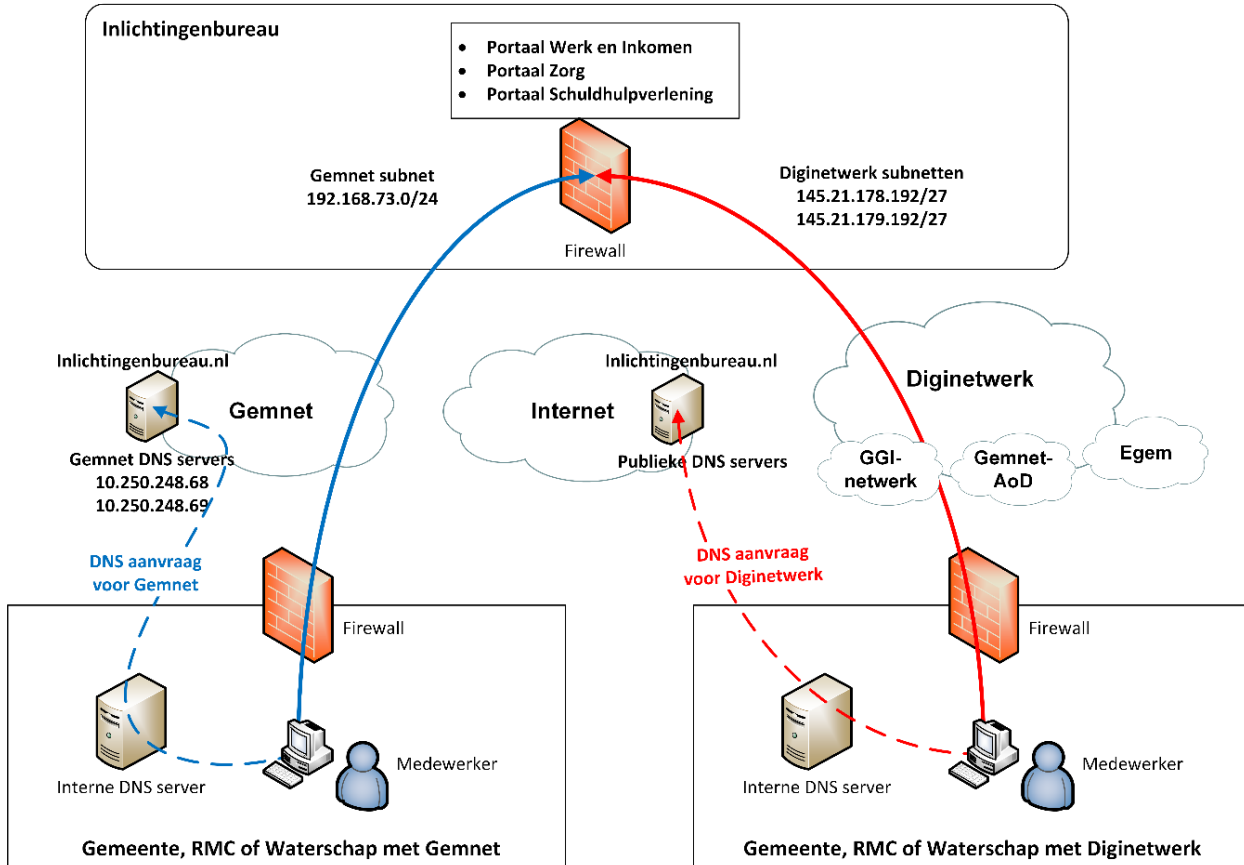 Inlichtingenbureau
• Portaal Werk en Inkomen
• Portaal Zorg
• Portaal Schuldhulpverlening
Gemnet subnet
192.168.73.0/24
Diginetwerk subnetten
145.21.178.192/27
145.21.179.192/27
Firewall
Inlichtingenbureau.nl
Gemnet
Gemnet DNS servers
10.250.248.68
10.250.248.69
Inlichtingenbureau.nl
Internet
Publieke DNS servers
Diginetwerk
GGI-
netwerk
Gemnet-
AoD
Egem
DNS aanvraag
voor Gemnet
DNS aanvraag
voor Diginetwerk
Firewall
Interne DNS server
Medewerker
Gemeente, RMC of Waterschap met Gemnet
Firewall
Interne DNS server
Medewerker
Gemeente, RMC of Waterschap met Diginetwerk